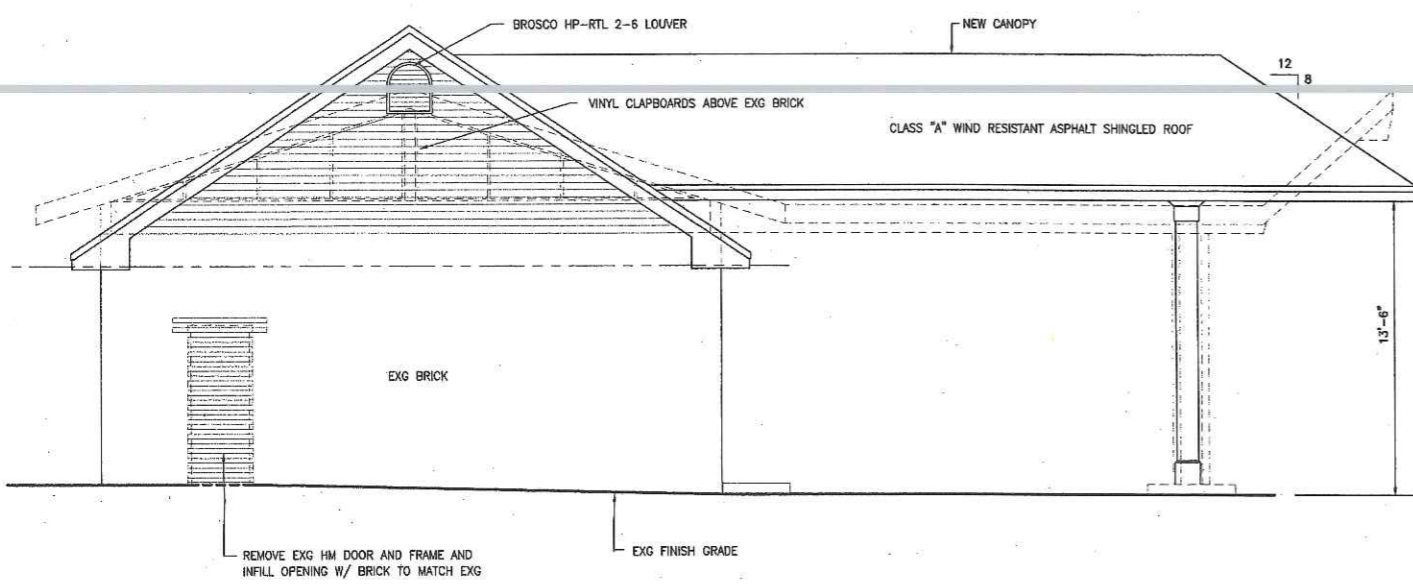 BROSCO HP-RTL 2-6 LOUVER
NEW CANOPY
12
8
VINYL CLAPBOARDS ABOVE EXG BRICK
CLASS "A" WIND RESISTANT ASPHALT SHINGLED ROOF
13'-6"
EXG BRICK
REMOVE EXG HM DOOR AND FRAME AND
INFILL OPENING W/ BRICK TO MATCH EXG
EXG FINISH GRADE